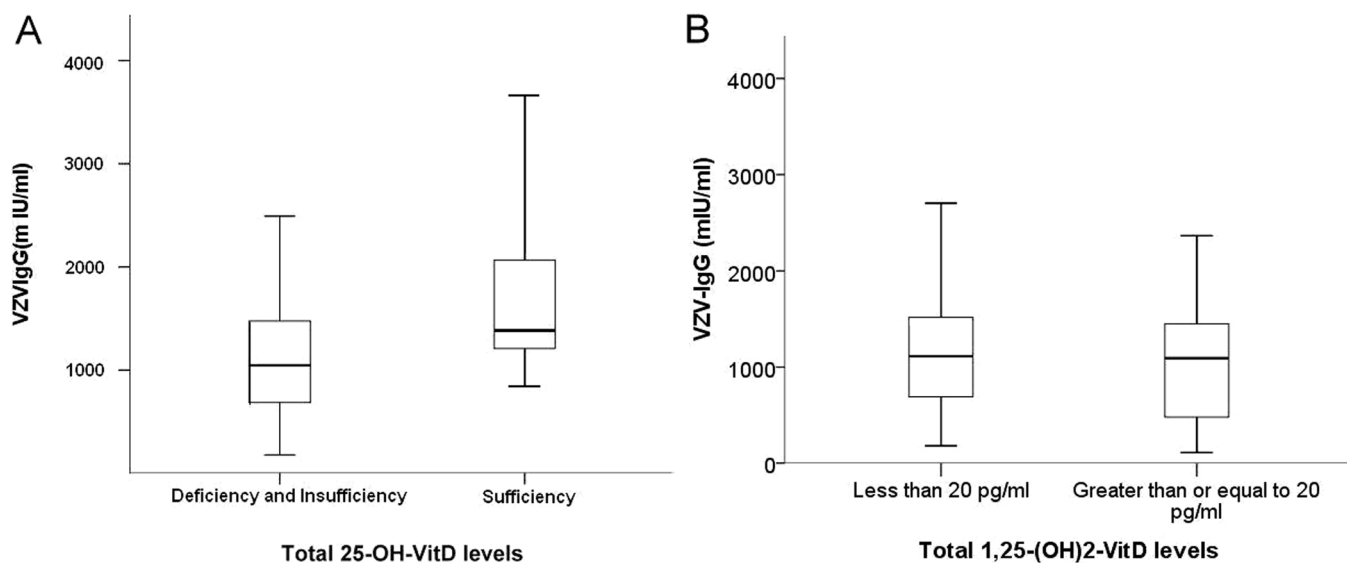 A
VZVIgG(m IU/ml)
4000
3000
2000
1000
Deficiency and Insufficiency
Sufficiency
Total 25-OH-VitD levels
B
VZV-IgG (mIU/ml)
4000
3000
2000
1000
0
Less than 20 pg/ml
Greater than or equal to 20
pg/ml
Total 1,25-(OH)2-VitD levels